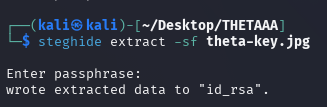 ┌──(kali㉿kali)-[~/Desktop/THETAAA]
└─$ steghide extract -sf theta-key.jpg
Enter passphrase:
wrote extracted data to "id_rsa".